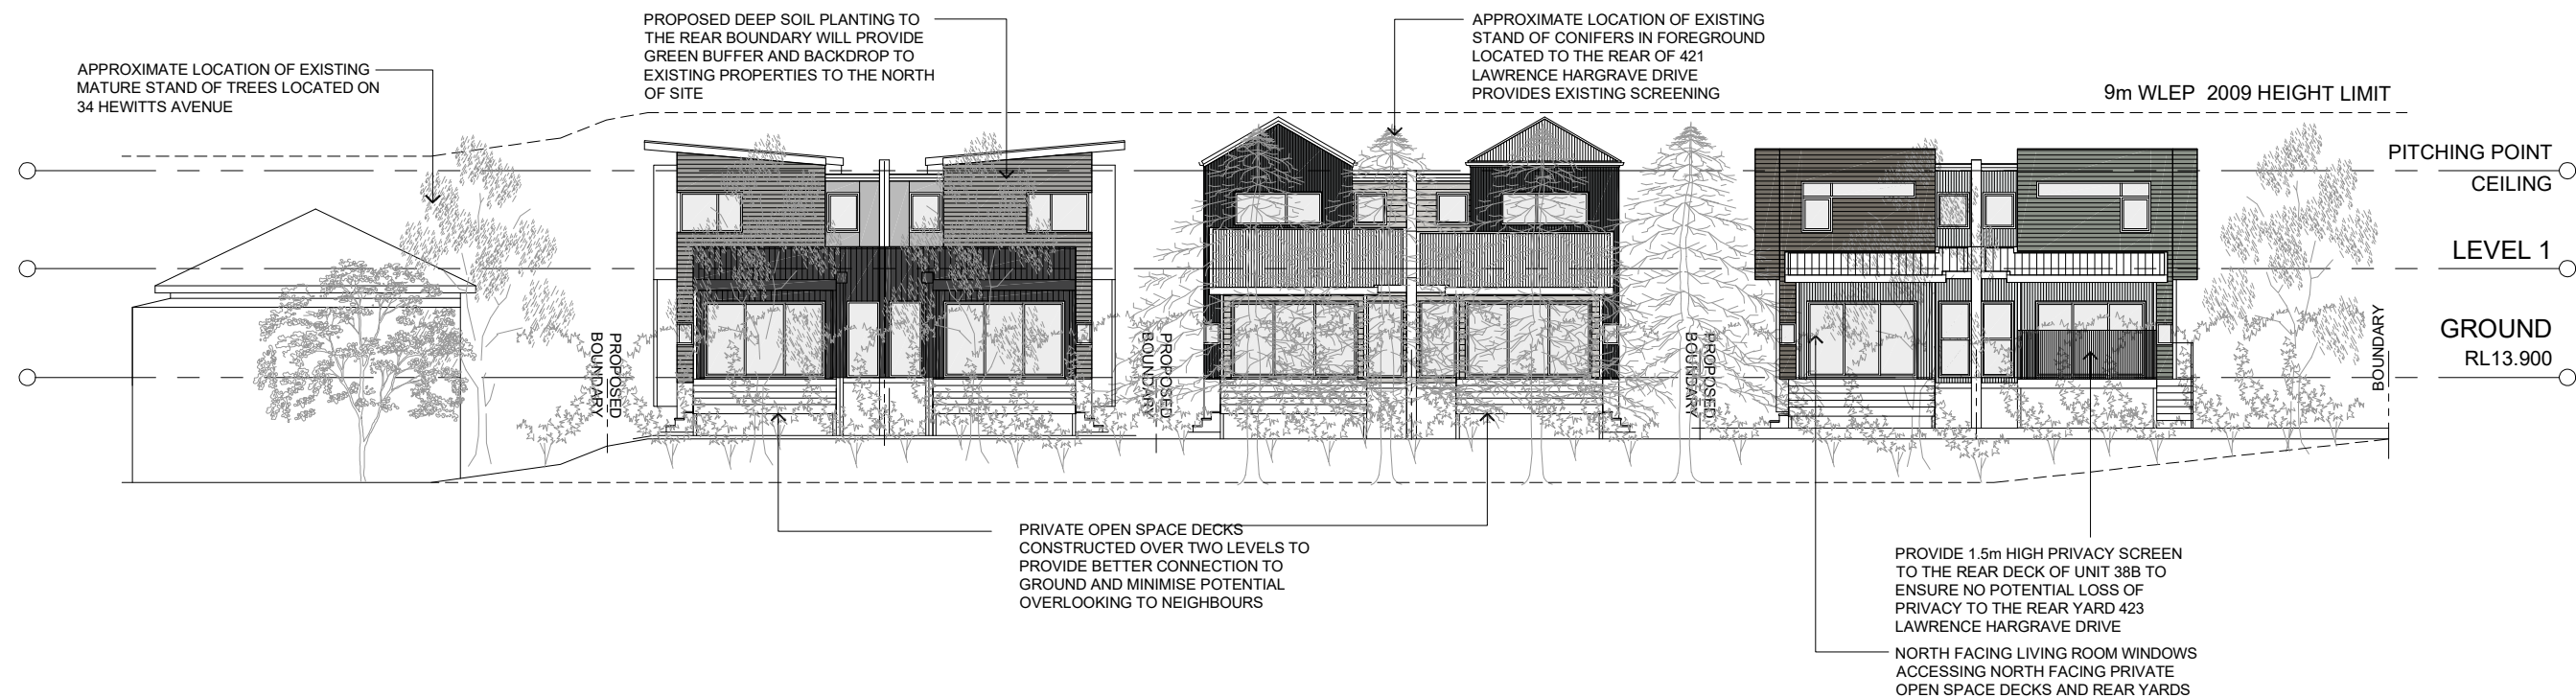 PROPOSED DEEP SOIL PLANTING TO
THE REAR BOUNDARY WILL PROVIDE
GREEN BUFFER AND BACKDROP TO
EXISTING PROPERTIES TO THE NORTH
OF SITE
APPROXIMATE LOCATION OF EXISTING
STAND OF CONIFERS IN FOREGROUND
LOCATED TO THE REAR OF 421
LAWRENCE HARGRAVE DRIVE
PROVIDES EXISTING SCREENING
APPROXIMATE LOCATION OF EXISTING
MATURE STAND OF TREES LOCATED ON
34 HEWITTS AVENUE
9m WLEP 2009 HEIGHT LIMIT
PITCHING POINT
CEILING
LEVEL 1
GROUND
RL13.900
PROPOSED
BOUNDARY
PROPOSED
BOUNDARY
PROPOSED
BOUNDARY
BOUNDARY
PRIVATE OPEN SPACE DECKS
CONSTRUCTED OVER TWO LEVELS TO
PROVIDE BETTER CONNECTION TO
GROUND AND MINIMISE POTENTIAL
OVERLOOKING TO NEIGHBOURS
PROVIDE 1.5m HIGH PRIVACY SCREEN
TO THE REAR DECK OF UNIT 38B TO
ENSURE NO POTENTIAL LOSS OF
PRIVACY TO THE REAR YARD 423
LAWRENCE HARGRAVE DRIVE
NORTH FACING LIVING ROOM WINDOWS
ACCESSING NORTH FACING PRIVATE
OPEN SPACE DECKS AND REAR YARDS